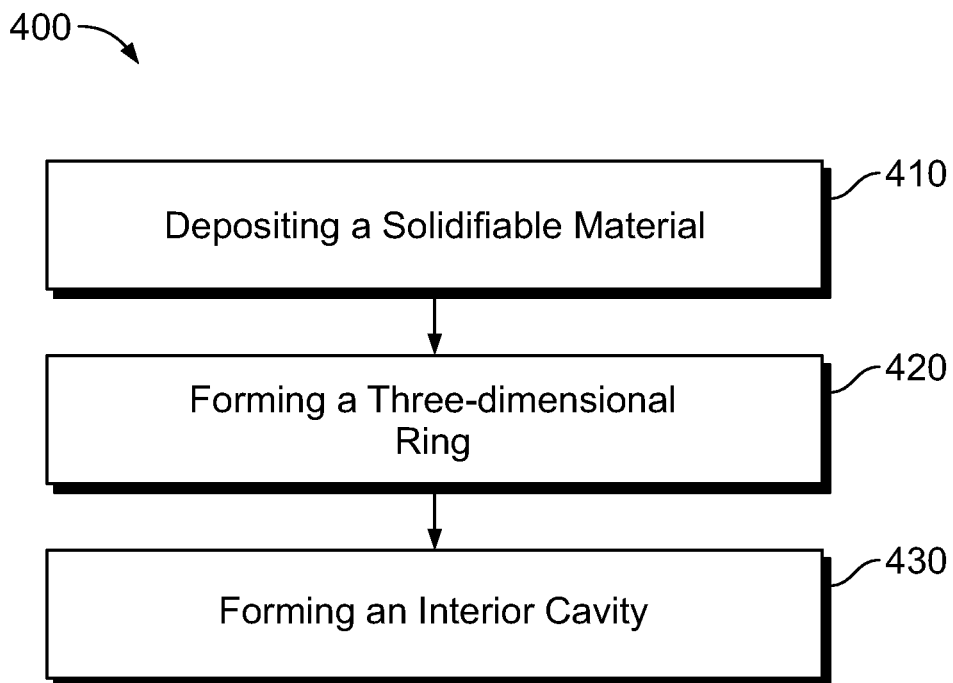 400
410
Depositing a Solidifiable Material
420
Forming a Three-dimensional
Ring
430
Forming an Interior Cavity